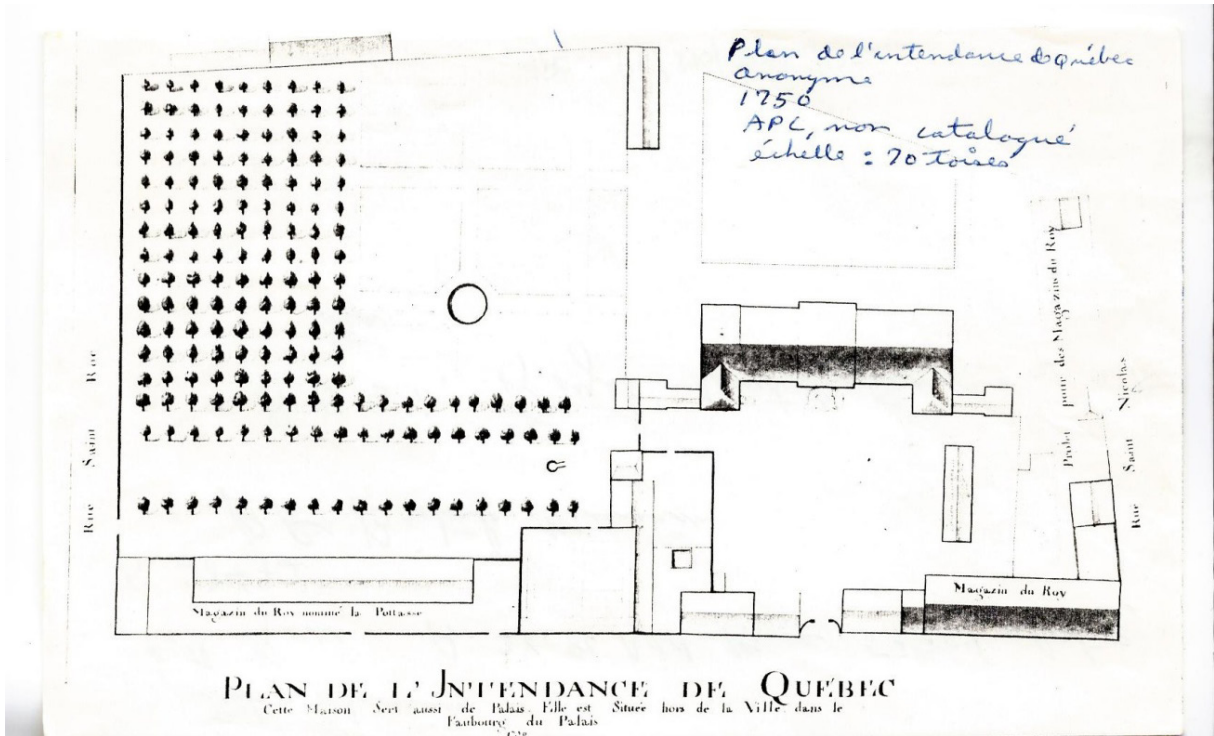 Plan de l'intendance de Québec
anonyme
1750
APC, non catalogué
échelle : 70 toises
Rue Saint Roc
Projet pour des Magazins du Roy
Rue Saint Nicolas
Magazin du Roy nommé la Pottasse
Magazin du Roy
PLAN DE L'INTENDANCE DE QUÉBEC
Cette Maison Sert aussi de Palais. Elle est Située hors de la Ville dans le
Faubourg du Palais